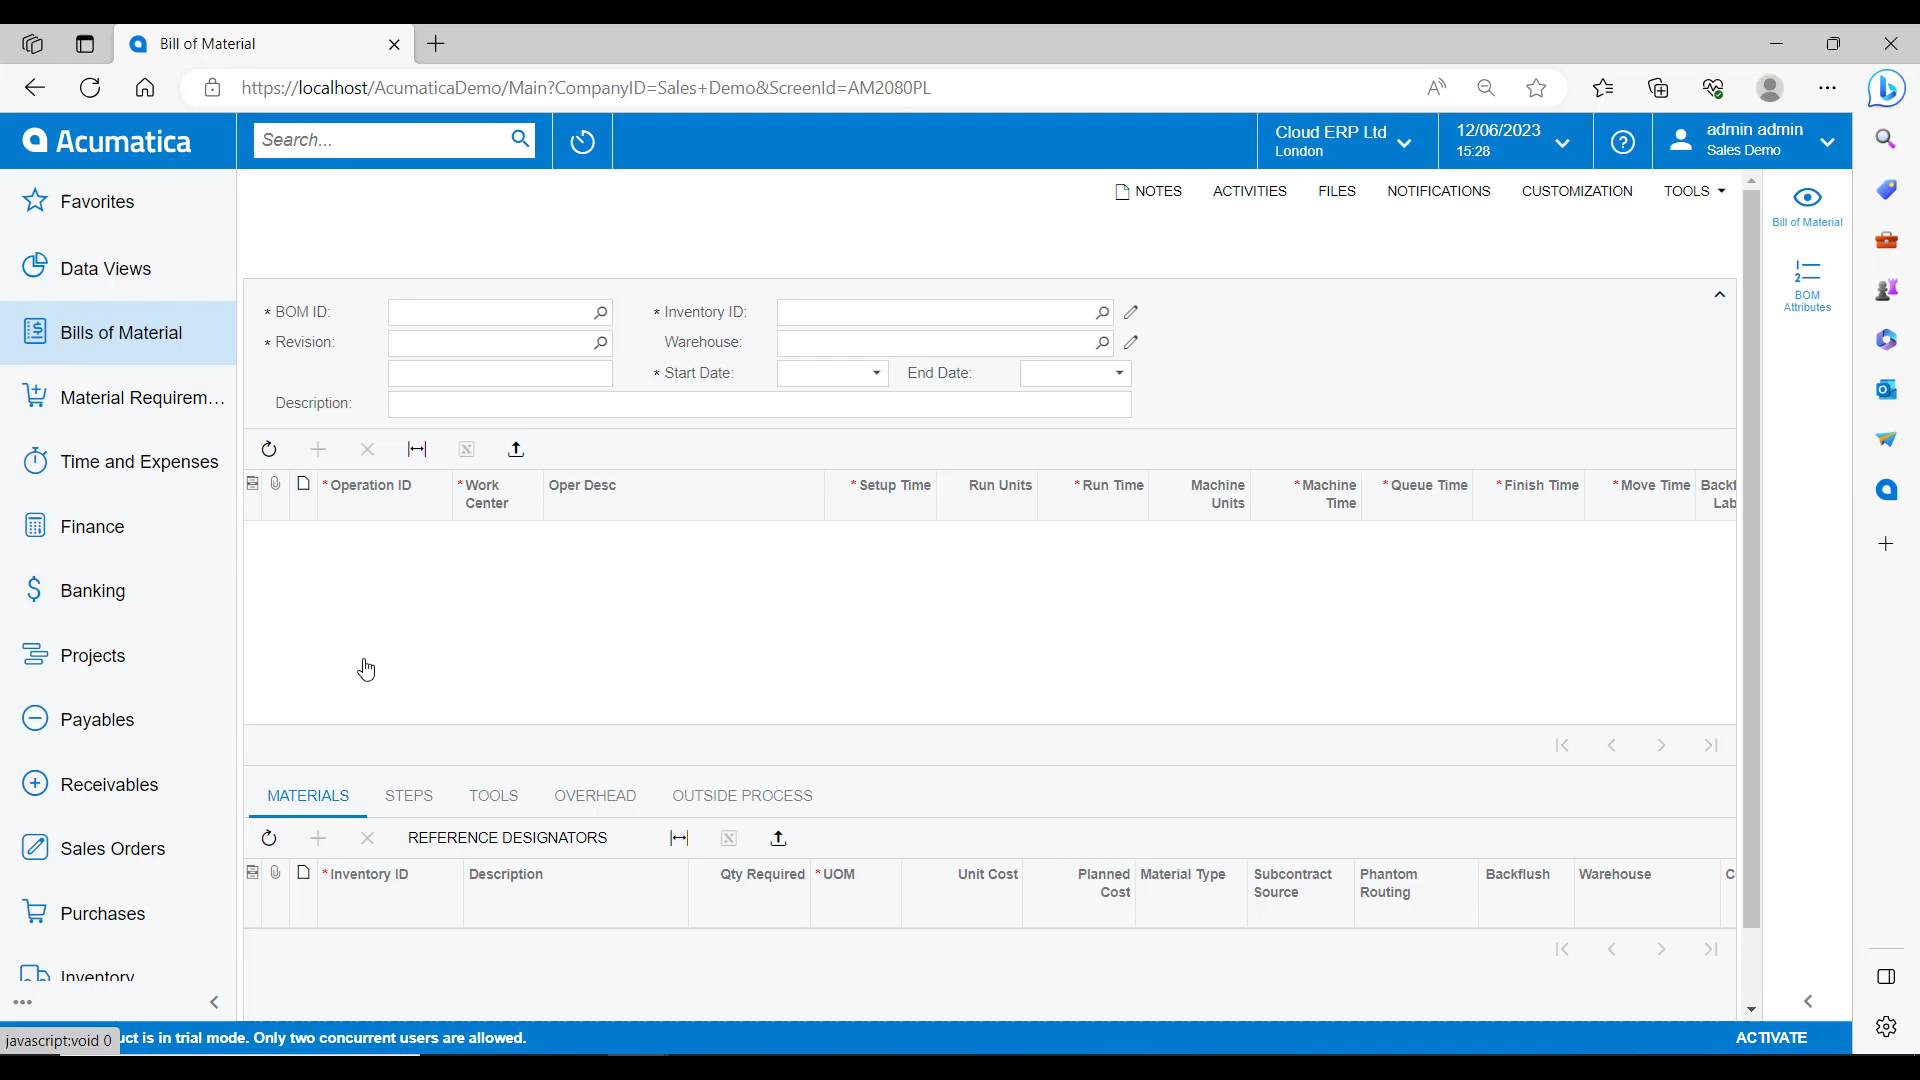 Bill of Material
https://localhost/AcumaticaDemo/Main?CompanyID=Sales+Demo&ScreenId=AM2080PL
Acumatica
Search...
Cloud ERP Ltd
London
12/06/2023
15:28
admin admin
Sales Demo
Favorites
Data Views
Bills of Material
Material Requirem...
Time and Expenses
Finance
Banking
Projects
Payables
Receivables
Sales Orders
Purchases
Inventory
NOTES ACTIVITIES FILES NOTIFICATIONS CUSTOMIZATION TOOLS
Bill of Material
BOM
Attributes
* BOM ID:
* Inventory ID:
* Revision:
Warehouse:
* Start Date:
End Date:
Description:
* Operation ID
* Work
Center
Oper Desc
* Setup Time
Run Units
* Run Time
Machine
Units
* Machine
Time
* Queue Time
* Finish Time
* Move Time
Backf
Lab
MATERIALS STEPS TOOLS OVERHEAD OUTSIDE PROCESS
REFERENCE DESIGNATORS
* Inventory ID
Description
Qty Required
* UOM
Unit Cost
Planned
Cost
Material Type
Subcontract
Source
Phantom
Routing
Backflush
Warehouse
C
javascript:void 0
uct is in trial mode. Only two concurrent users are allowed.
ACTIVATE